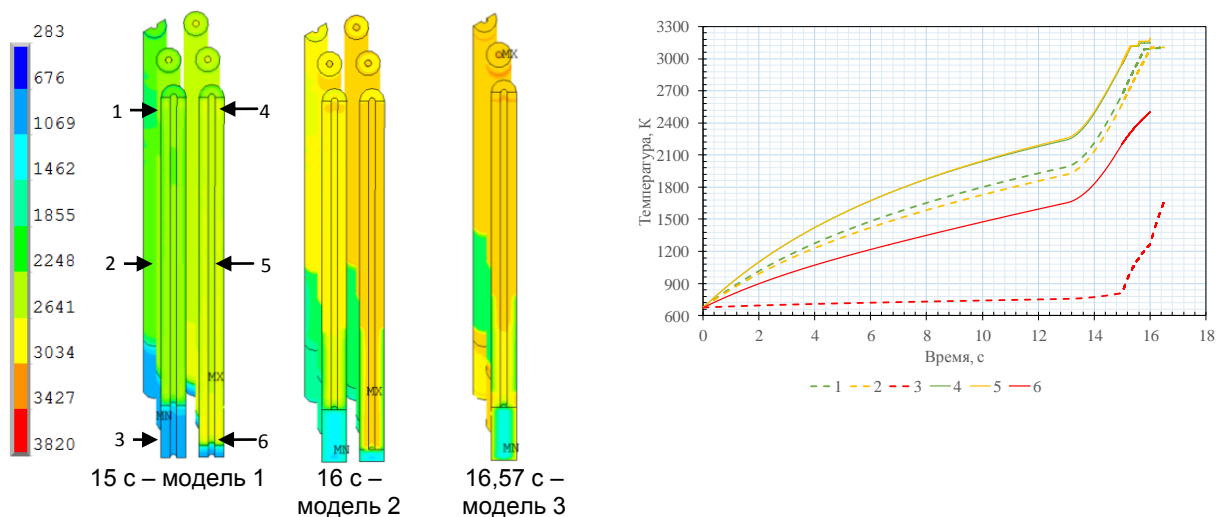 283
676
1069
1462
1855
2248
2641
3034
3427
3820
1
4
2
5
3
6
MX
MN
MX
MN
MX
MN
15 с – модель 1
16 с –
модель 2
16,57 с –
модель 3
Температура, К
3300
3000
2700
2400
2100
1800
1500
1200
900
600
0 2 4 6 8 10 12 14 16 18
Время, с
1 2 3 4 5 6